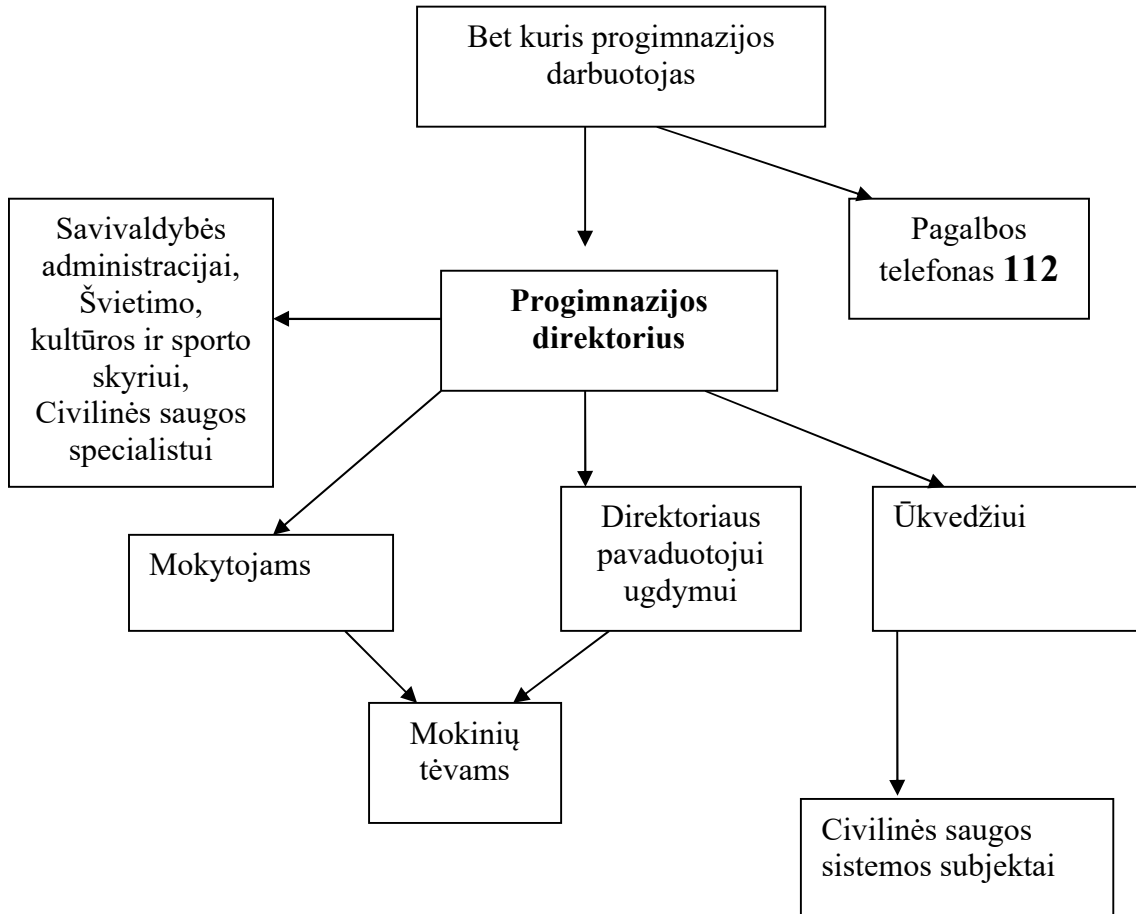 Bet kuris progimnazijos
darbuotojas
Savivaldybės
administracijai,
Švietimo,
kultūros ir sporto
skyriui,
Civilinės saugos
specialistui
Pagalbos
telefonas 112
Progimnazijos
direktorius
Mokytojams
Direktoriaus
pavaduotojui
ugdymui
Ūkvedžiui
Mokinių
tėvams
Civilinės saugos
sistemos subjektai